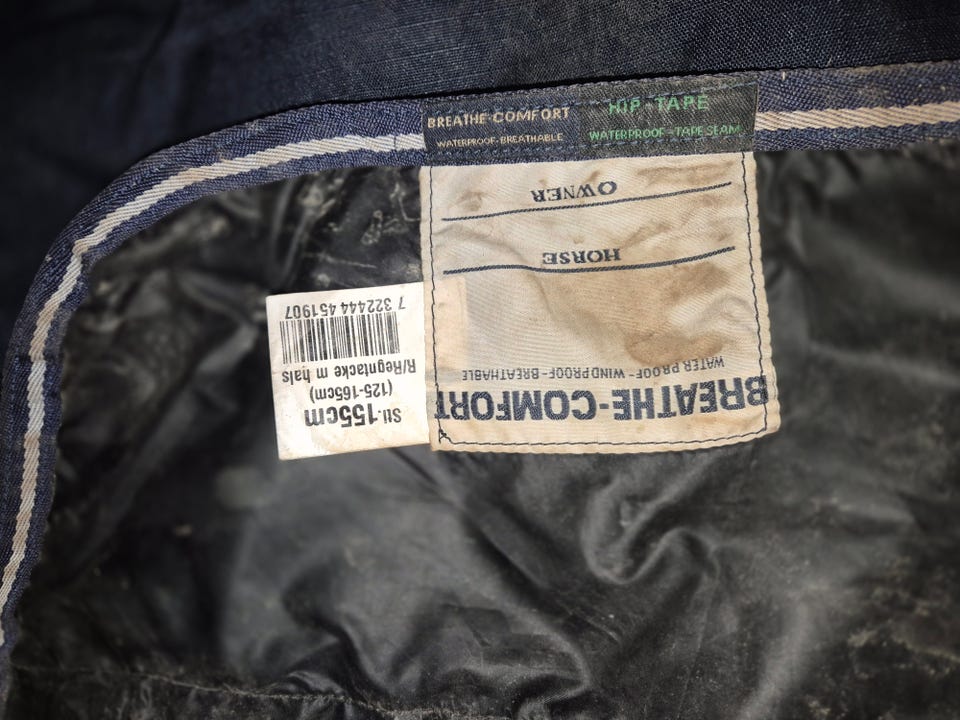 BREATHE-COMFORT
WATERPROOF-BREATHABLE
HIP-TAPE
WATERPROOF-TAPE SEAM
BREATHE-COMFORT
WATER PROOF- WINDPROOF- BREATHABLE
HORSE
OWNER
Stl.155cm
(125-165cm)
R/Regntäcke m hals
7 322444 451907